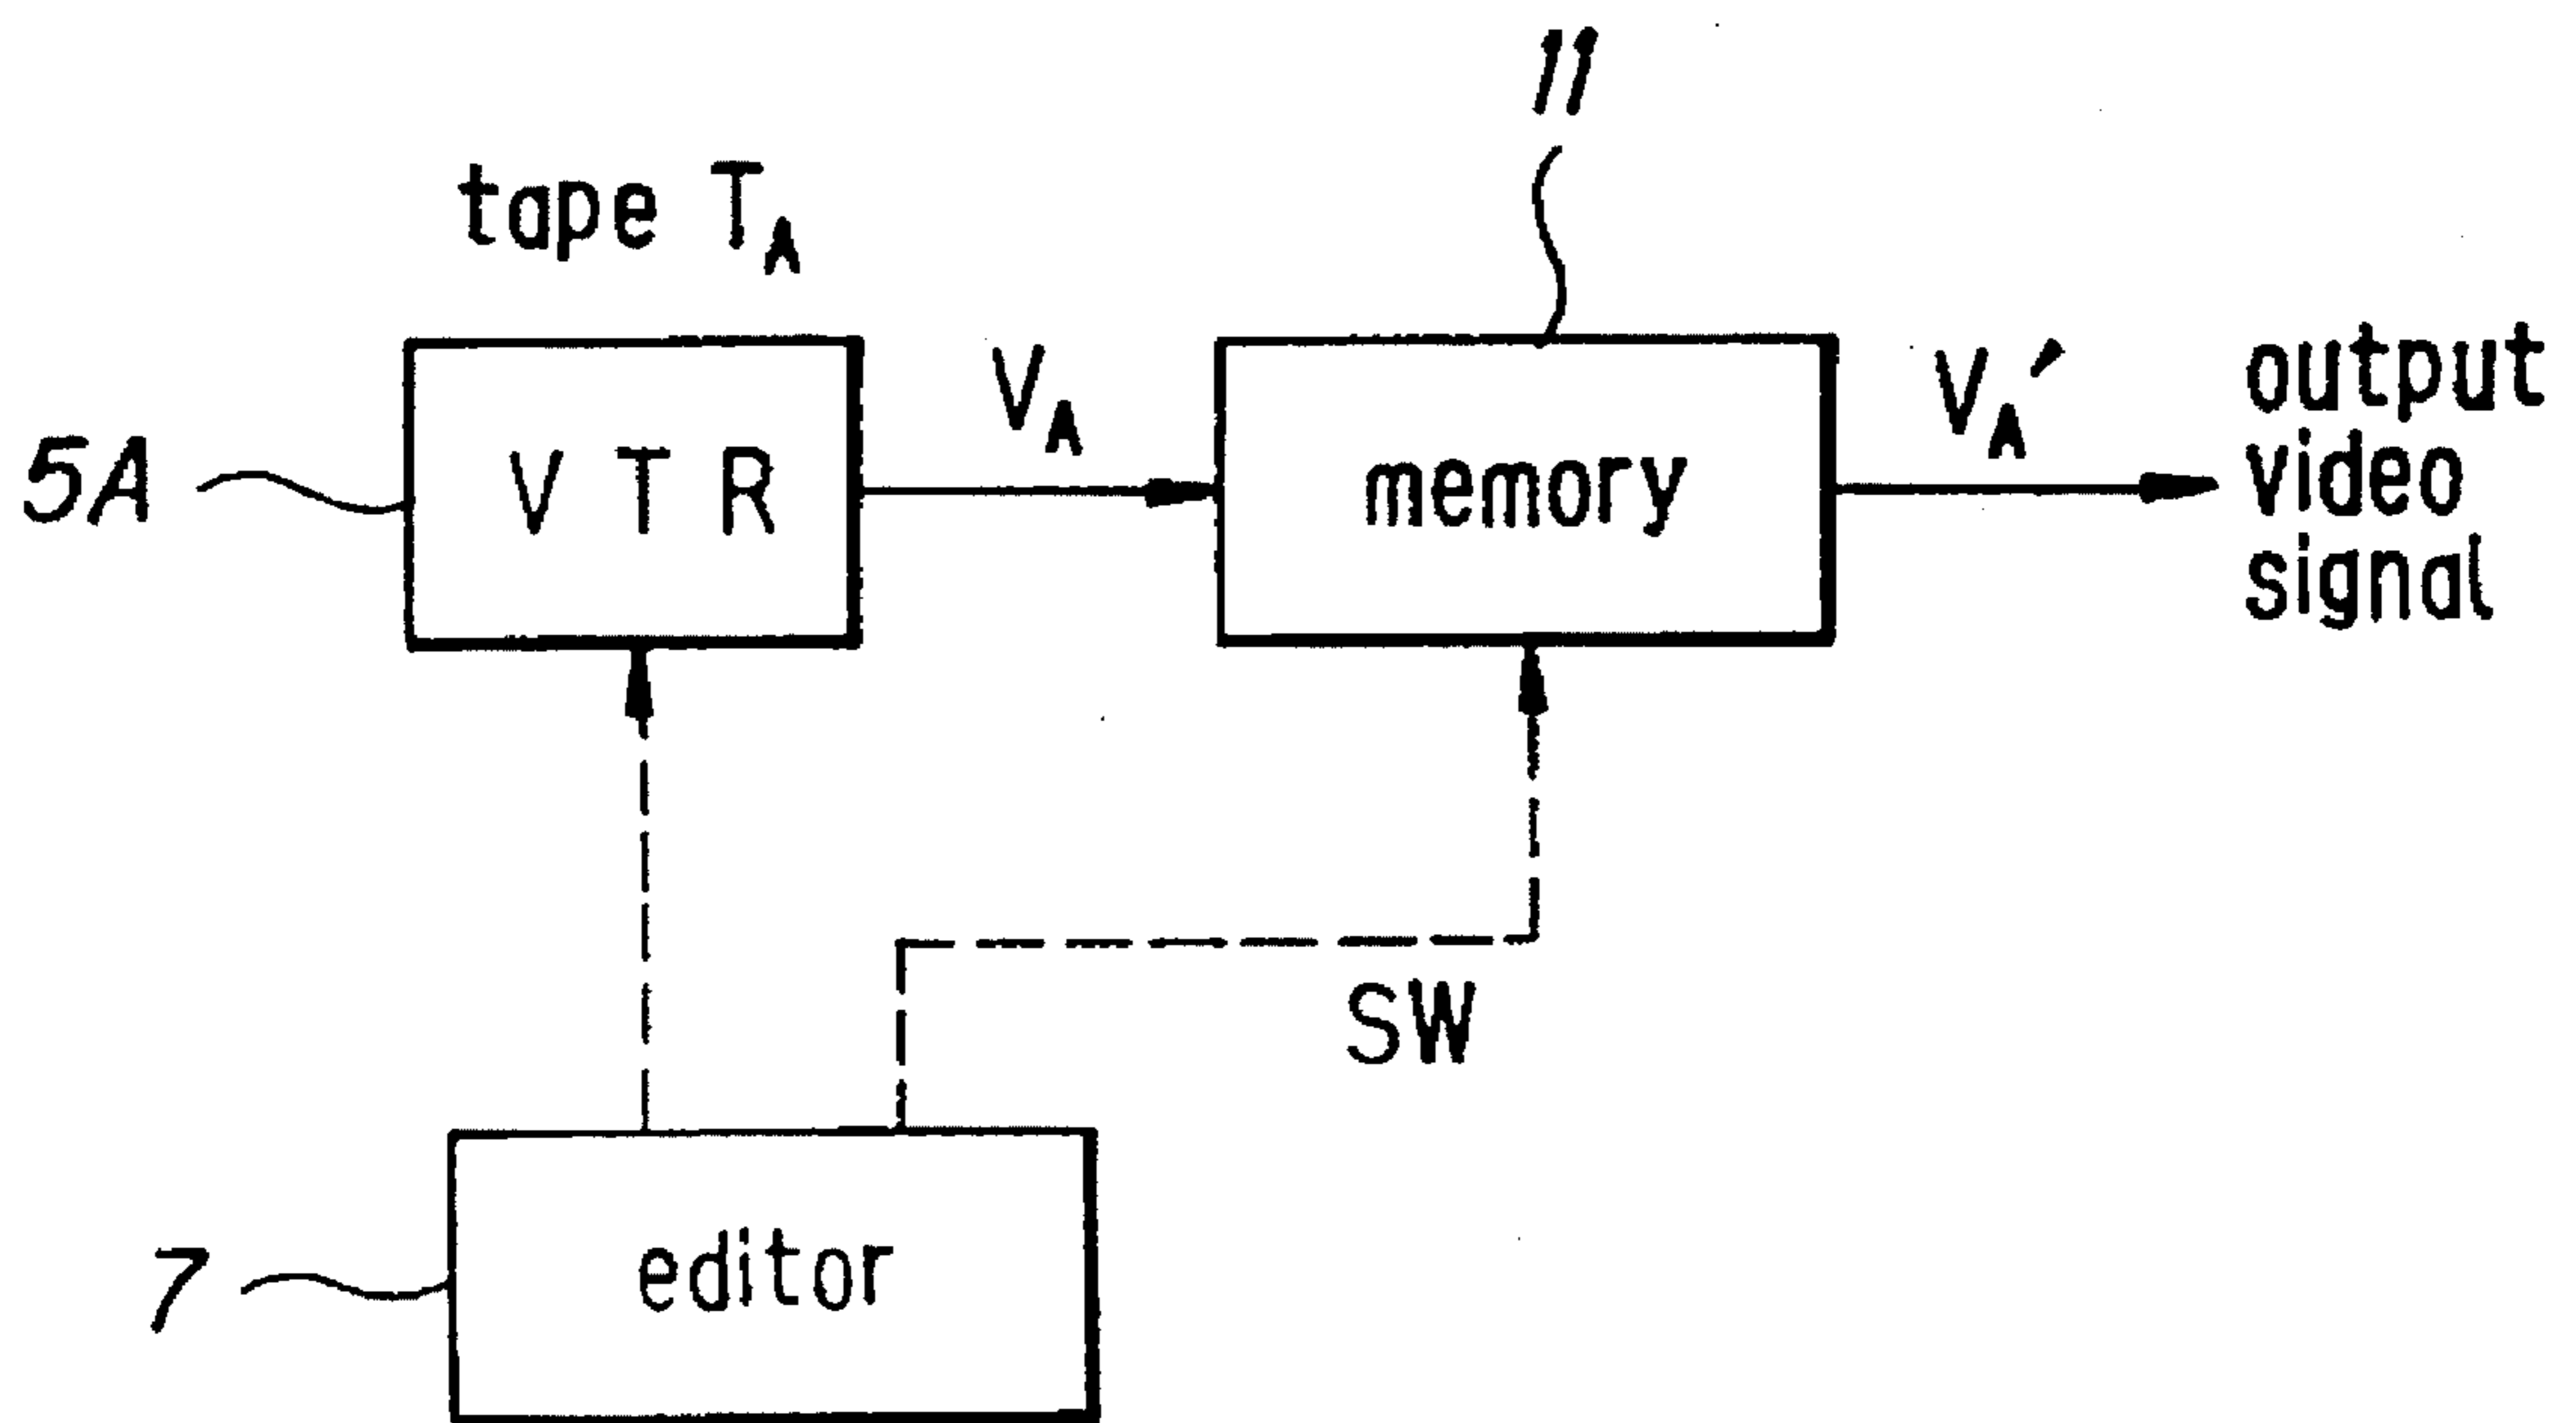 11
tape T_A
5A
V T R
V_A
memory
V_A'
output
video
signal
SW
7
editor